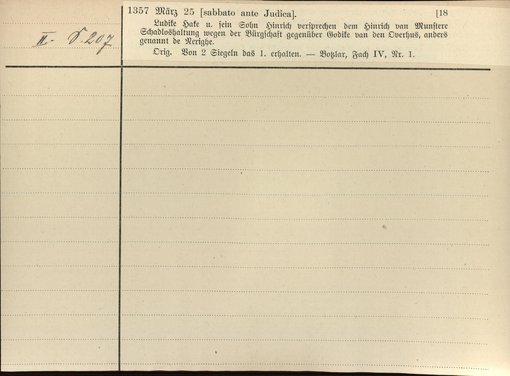 1357 März 25 [sabbato ante Judica]. [18
Ludike Hake u. sein Sohn Hinrich versprechen dem Hinrich van Munstere
Schadloshaltung wegen der Bürgschaft gegenüber Godike van den Overhus, anders
genannt de Nerighe.
Orig. Von 2 Siegeln das 1. erhalten. — Botzlar, Fach IV, Nr. 1.
II. S. 207